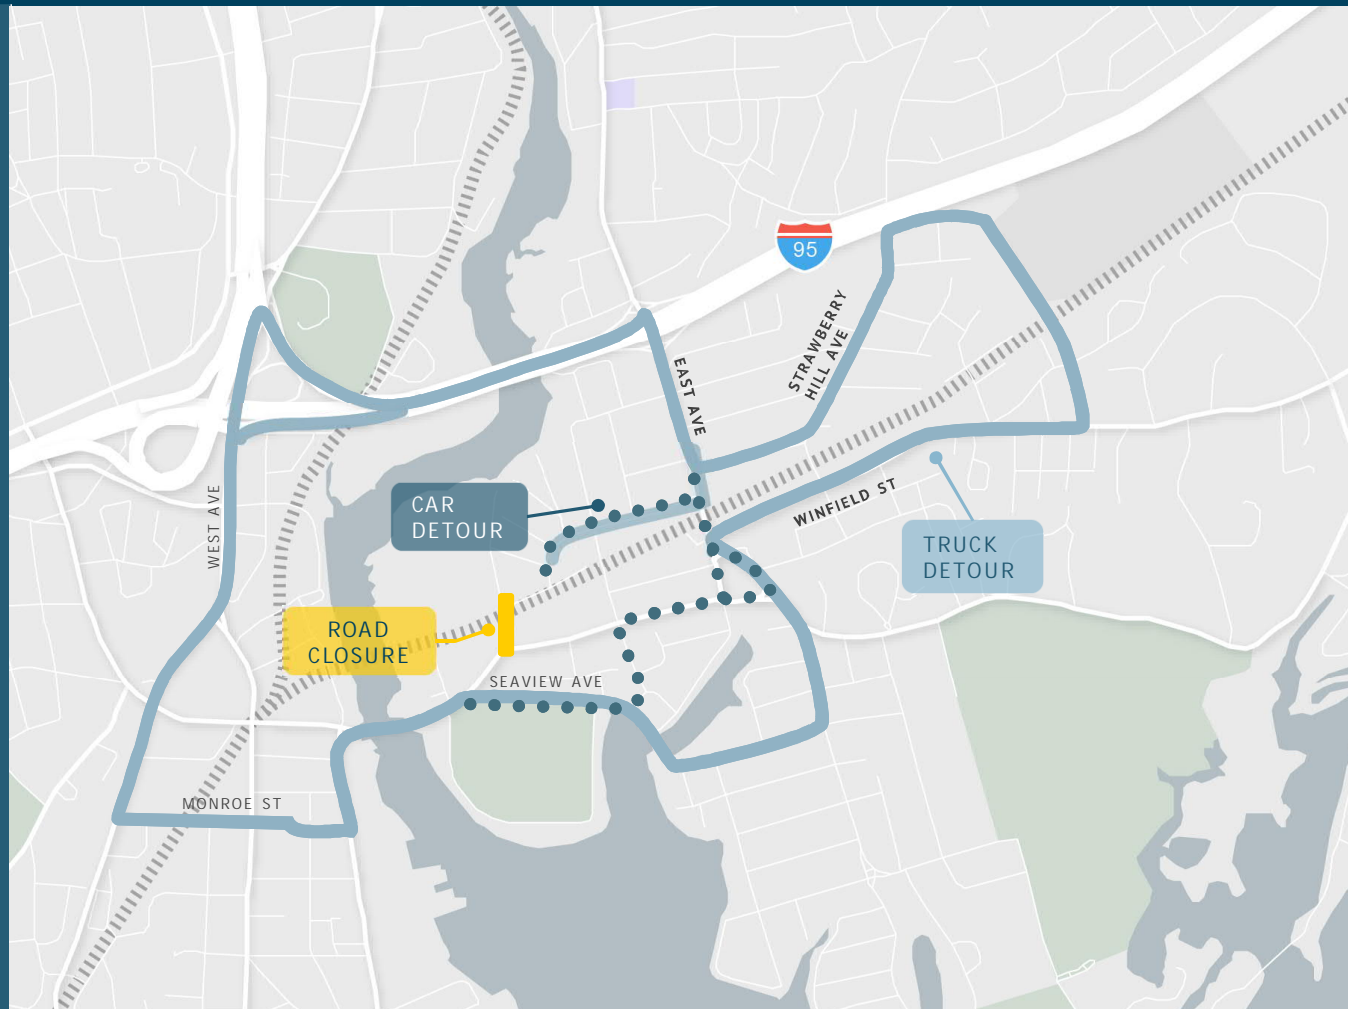 95
STRAWBERRY
HILL AVE
EAST AVE
CAR
DETOUR
WEST AVE
WINFIELD ST
TRUCK
DETOUR
ROAD
CLOSURE
SEAVIEW AVE
MONROE ST